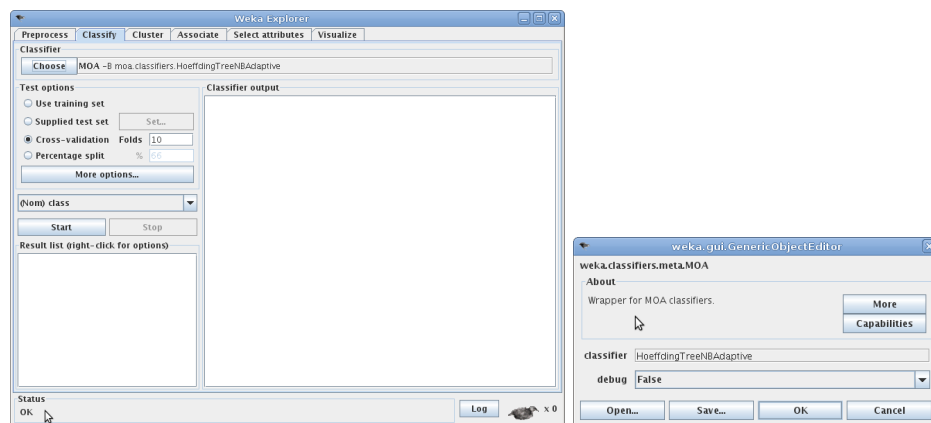 Weka Explorer
Preprocess Classify Cluster Associate Select attributes Visualize
Classifier
Choose MOA -B moa.classifiers.HoeffdingTreeNBAdaptive
Test options
Use training set
Supplied test set Set...
Cross-validation Folds 10
Percentage split % 66
More options...
(Nom) class
Start Stop
Result list (right-click for options)
Classifier output
Status
OK
Log x 0
weka.gui.GenericObjectEditor
weka.classifiers.meta.MOA
About
Wrapper for MOA classifiers.
More
Capabilities
classifier HoeffdingTreeNBAdaptive
debug False
Open... Save... OK Cancel